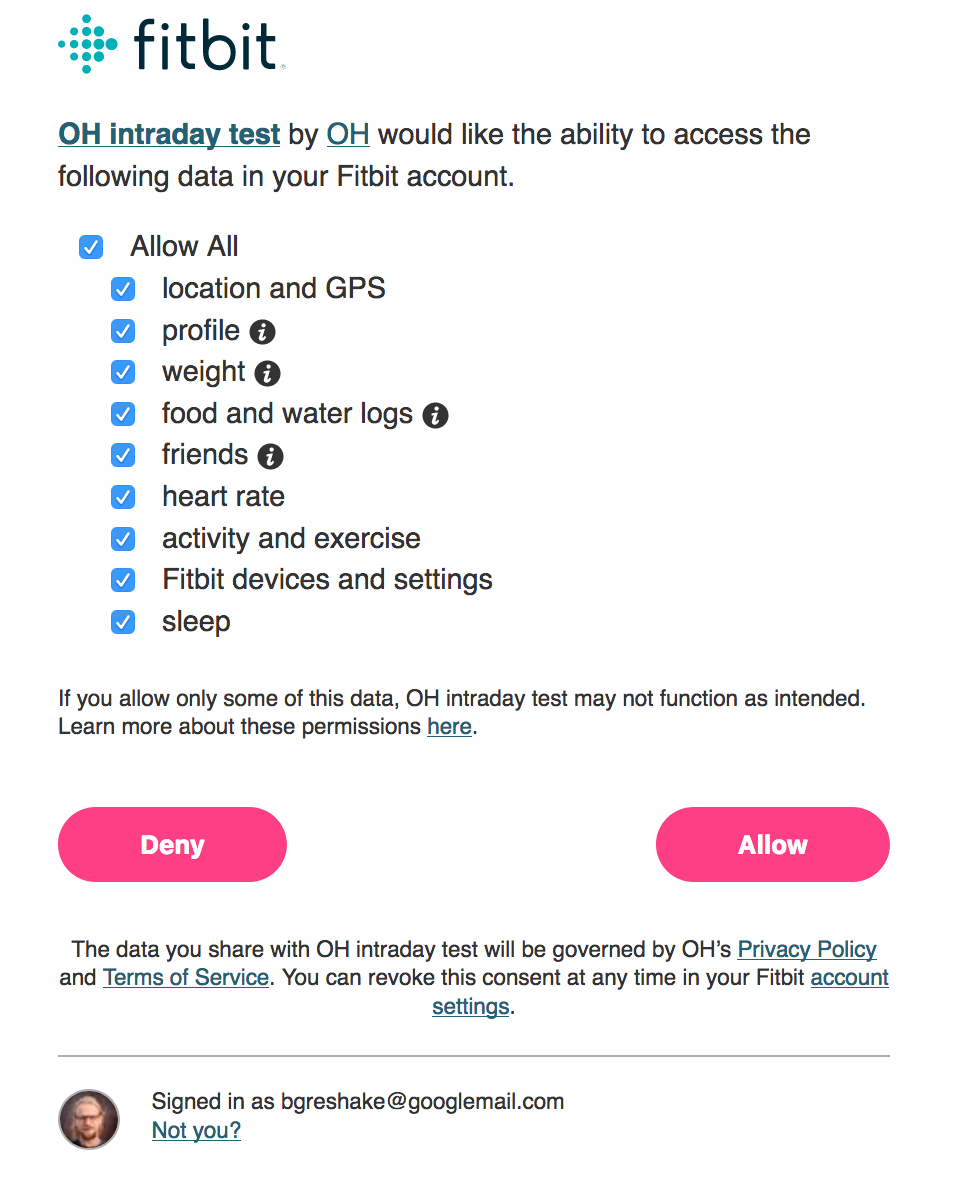 fitbit
OH intraday test by OH would like the ability to access the
following data in your Fitbit account.
Allow All
location and GPS
profile
weight
food and water logs
friends
heart rate
activity and exercise
Fitbit devices and settings
sleep
If you allow only some of this data, OH intraday test may not function as intended.
Learn more about these permissions here.
Deny
Allow
The data you share with OH intraday test will be governed by OH’s Privacy Policy
and Terms of Service. You can revoke this consent at any time in your Fitbit account
settings.
Signed in as bgreshake@googlemail.com
Not you?